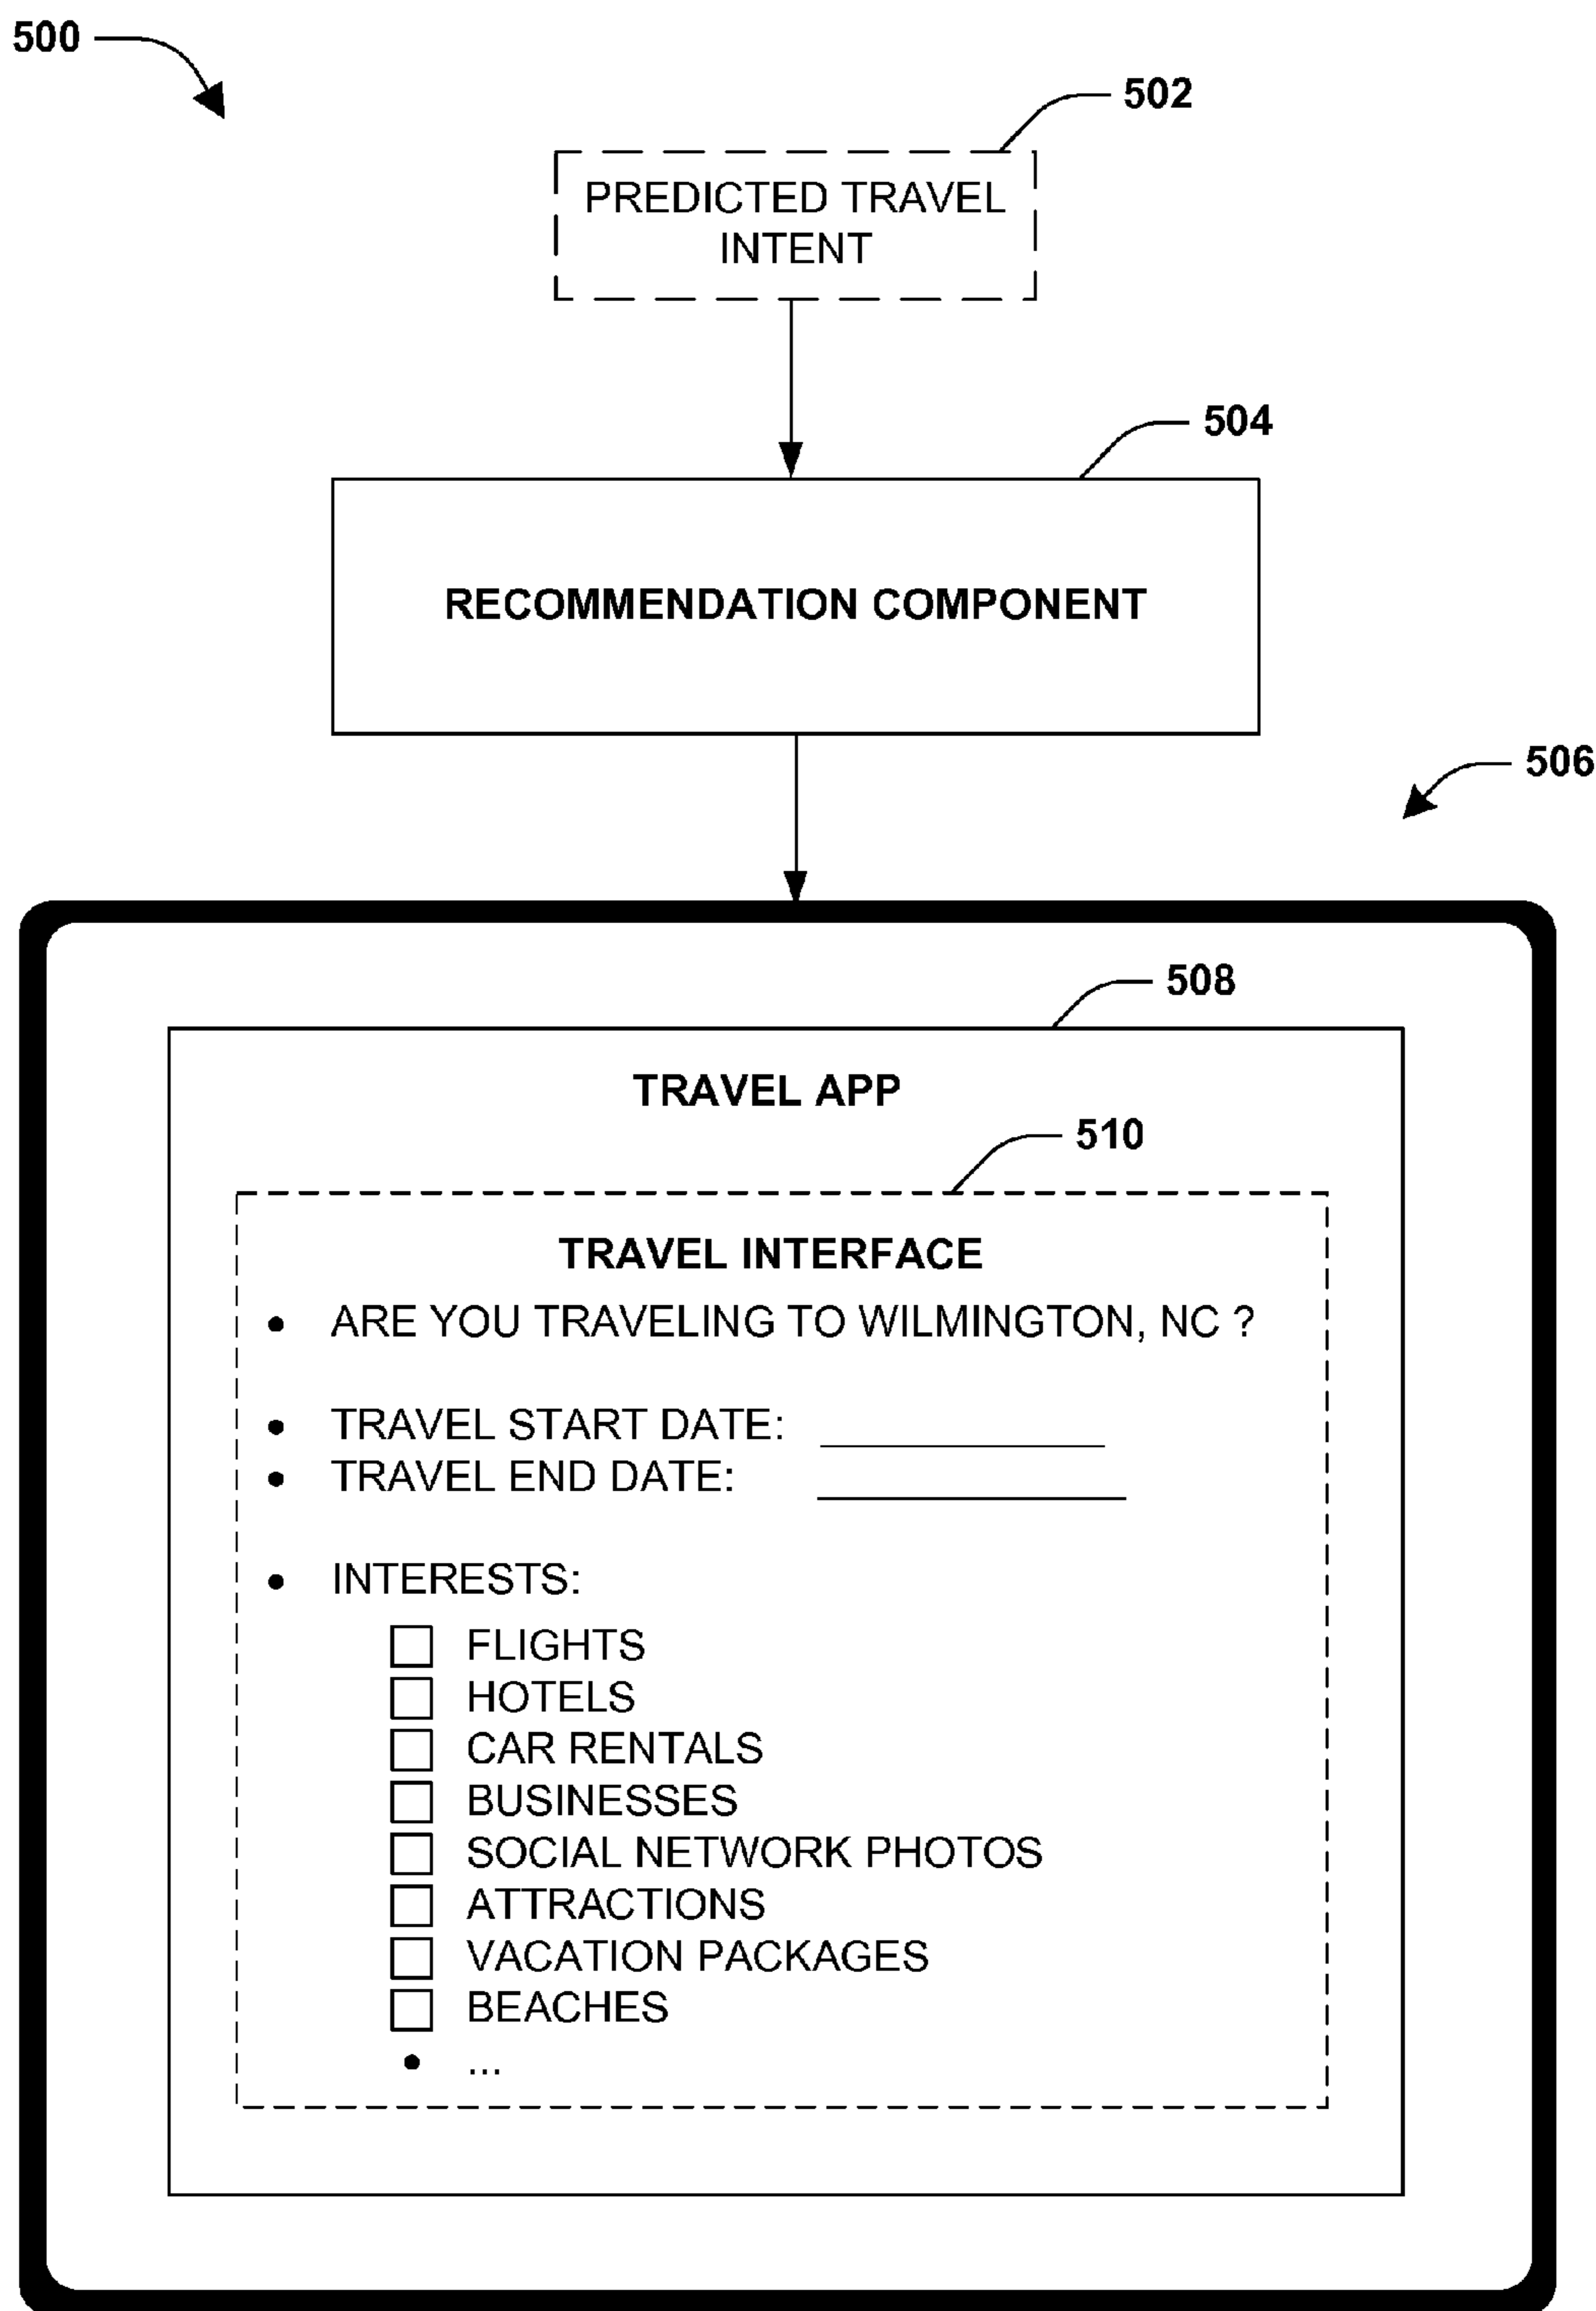 500
502
PREDICTED TRAVEL
INTENT
504
RECOMMENDATION COMPONENT
506
508
TRAVEL APP
510
TRAVEL INTERFACE
• ARE YOU TRAVELING TO WILMINGTON, NC ?
• TRAVEL START DATE:
• TRAVEL END DATE:
• INTERESTS:
FLIGHTS
HOTELS
CAR RENTALS
BUSINESSES
SOCIAL NETWORK PHOTOS
ATTRACTIONS
VACATION PACKAGES
BEACHES
• ...